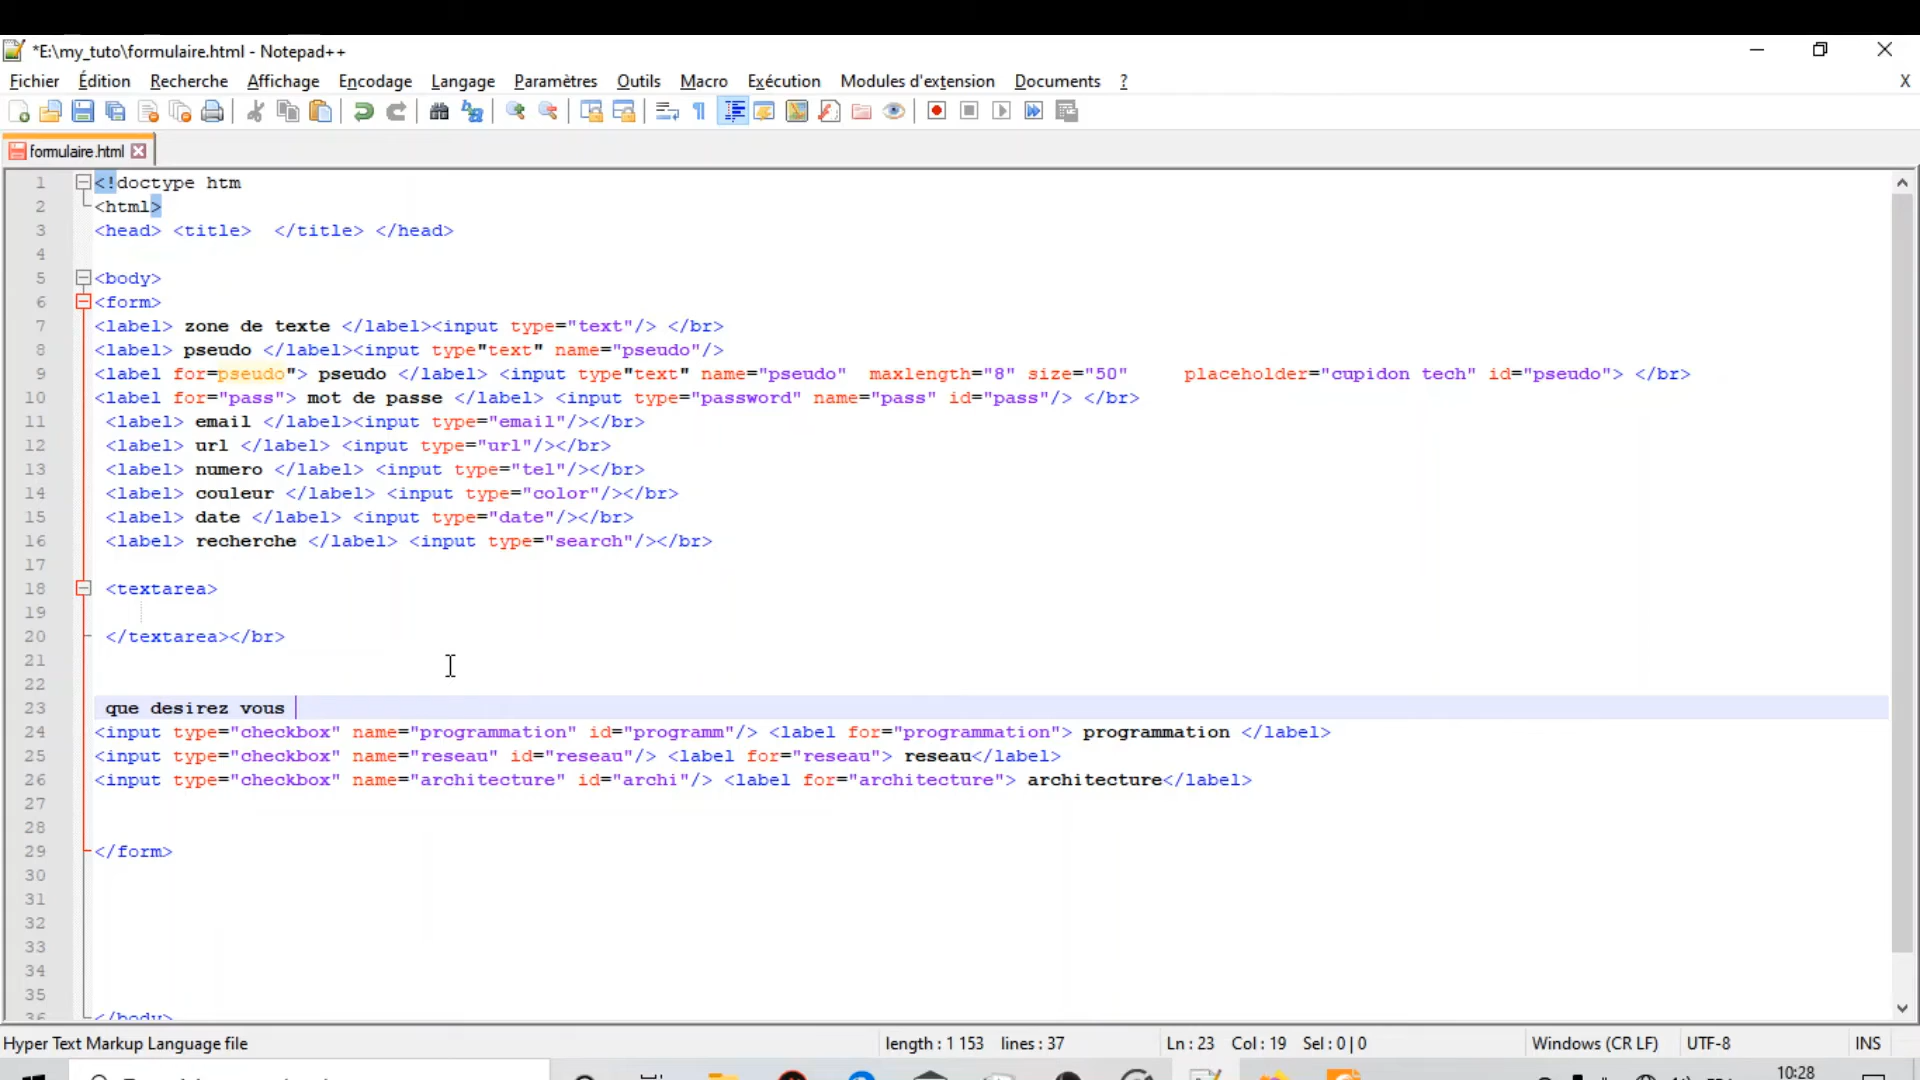 *E:\my_tuto\formulaire.html - Notepad++
Fichier Édition Recherche Affichage Encodage Langage Paramètres Outils Macro Exécution Modules d'extension Documents ? X
formulaire.html
1 <!doctype htm
2 <html>
3 <head> <title>  </title> </head>
4
5 <body>
6 <form>
7 <label> zone de texte </label><input type="text"/> </br>
8 <label> pseudo </label><input type"text" name="pseudo"/>
9 <label for=pseudo"> pseudo </label> <input type"text" name="pseudo"  maxlength="8" size="50"     placeholder="cupidon tech" id="pseudo"> </br>
10 <label for="pass"> mot de passe </label> <input type="password" name="pass" id="pass"/> </br>
11 <label> email </label><input type="email"/></br>
12 <label> url </label> <input type="url"/></br>
13 <label> numero </label> <input type="tel"/></br>
14 <label> couleur </label> <input type="color"/></br>
15 <label> date </label> <input type="date"/></br>
16 <label> recherche </label> <input type="search"/></br>
17
18 <textarea>
19
20 </textarea></br>
21
22
23 que desirez vous
24 <input type="checkbox" name="programmation" id="programm"/> <label for="programmation"> programmation </label>
25 <input type="checkbox" name="reseau" id="reseau"/> <label for="reseau"> reseau</label>
26 <input type="checkbox" name="architecture" id="archi"/> <label for="architecture"> architecture</label>
27
28
29 </form>
30
31
32
33
34
35
36 </body>
Hyper Text Markup Language file length : 1 153 lines : 37 Ln : 23 Col : 19 Sel : 0 | 0 Windows (CR LF) UTF-8 INS
10:28